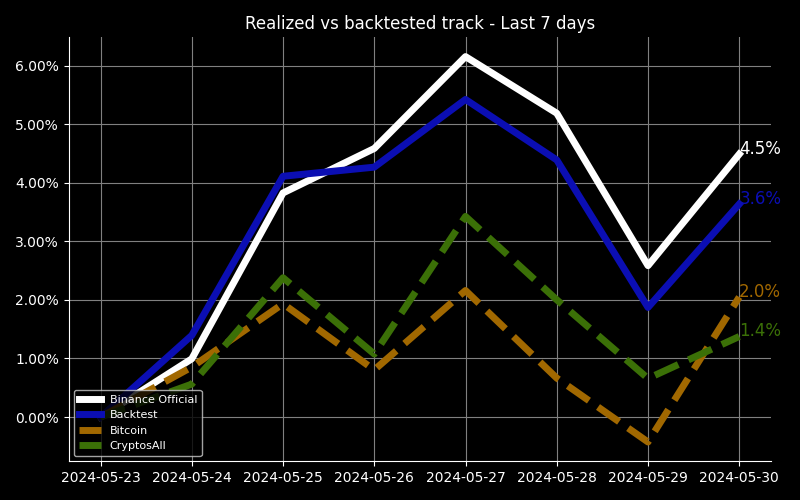 Realized vs backtested track - Last 7 days
6.00%
5.00%
4.00%
3.00%
2.00%
1.00%
0.00%
4.5%
3.6%
2.0%
1.4%
Binance Official
Backtest
Bitcoin
CryptosAll
2024-05-23 2024-05-24 2024-05-25 2024-05-26 2024-05-27 2024-05-28 2024-05-29 2024-05-30